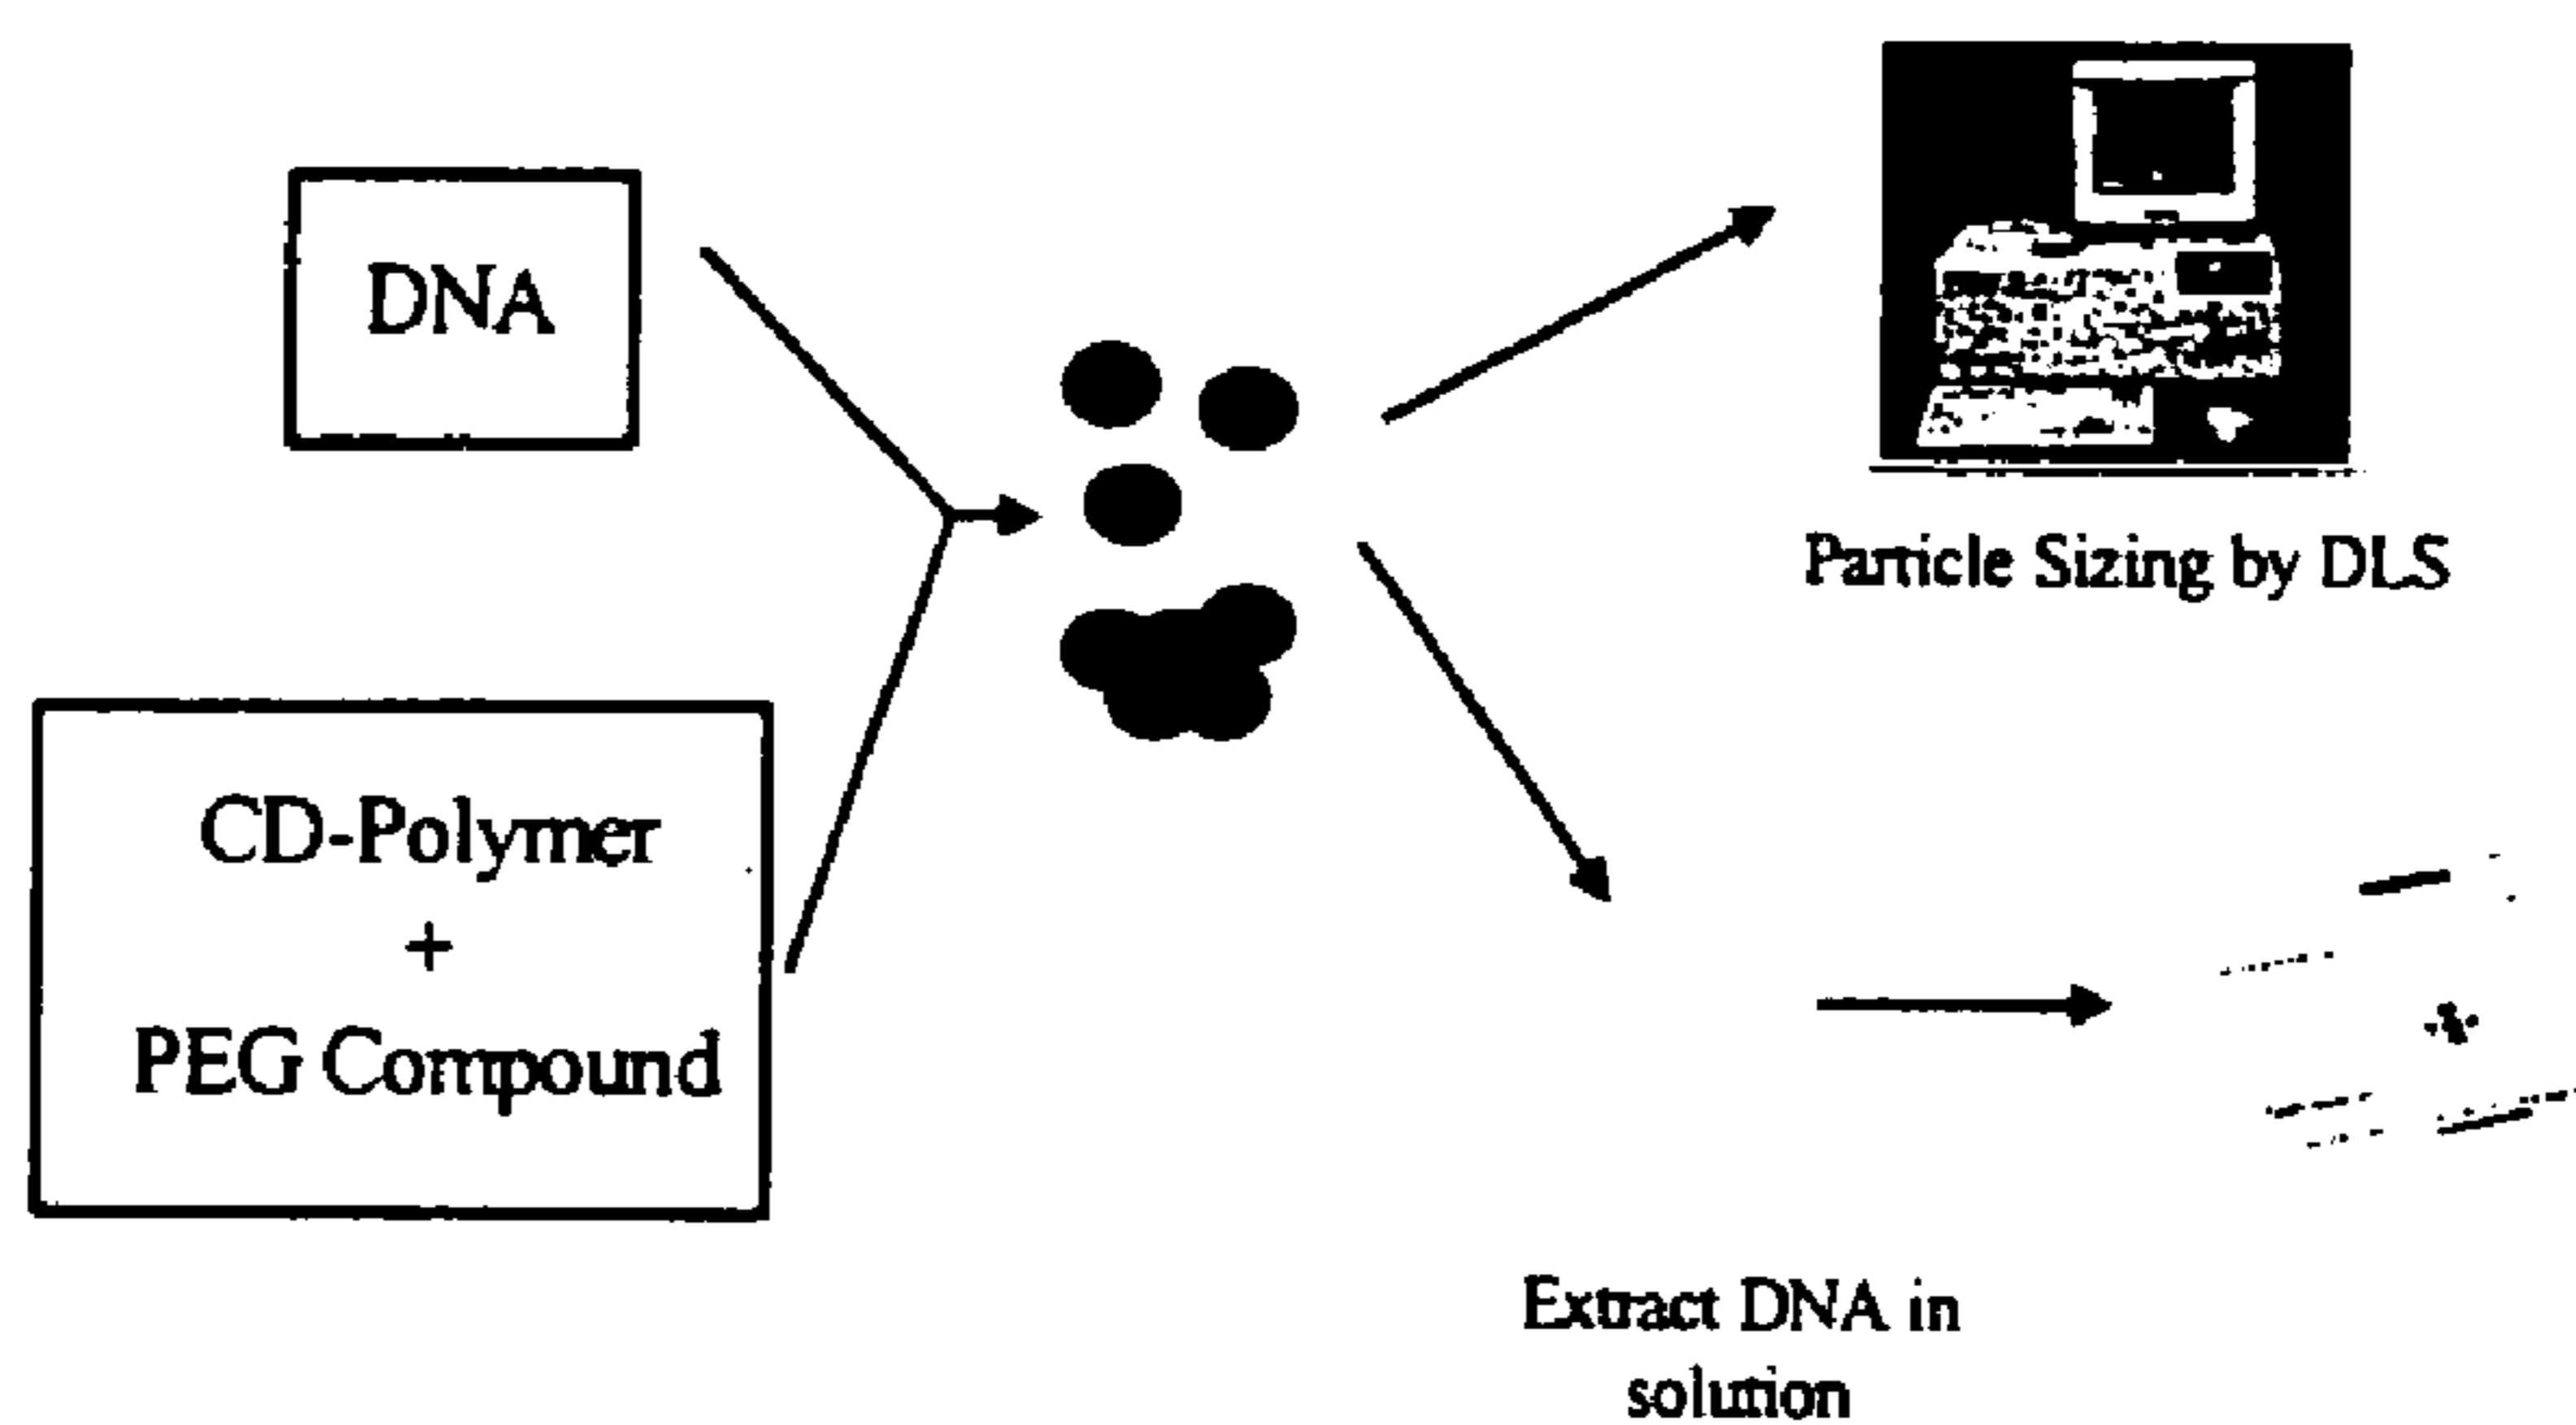 DNA
CD-Polymer
+
PEG Compound
Particle Sizing by DLS
Extract DNA in
solution